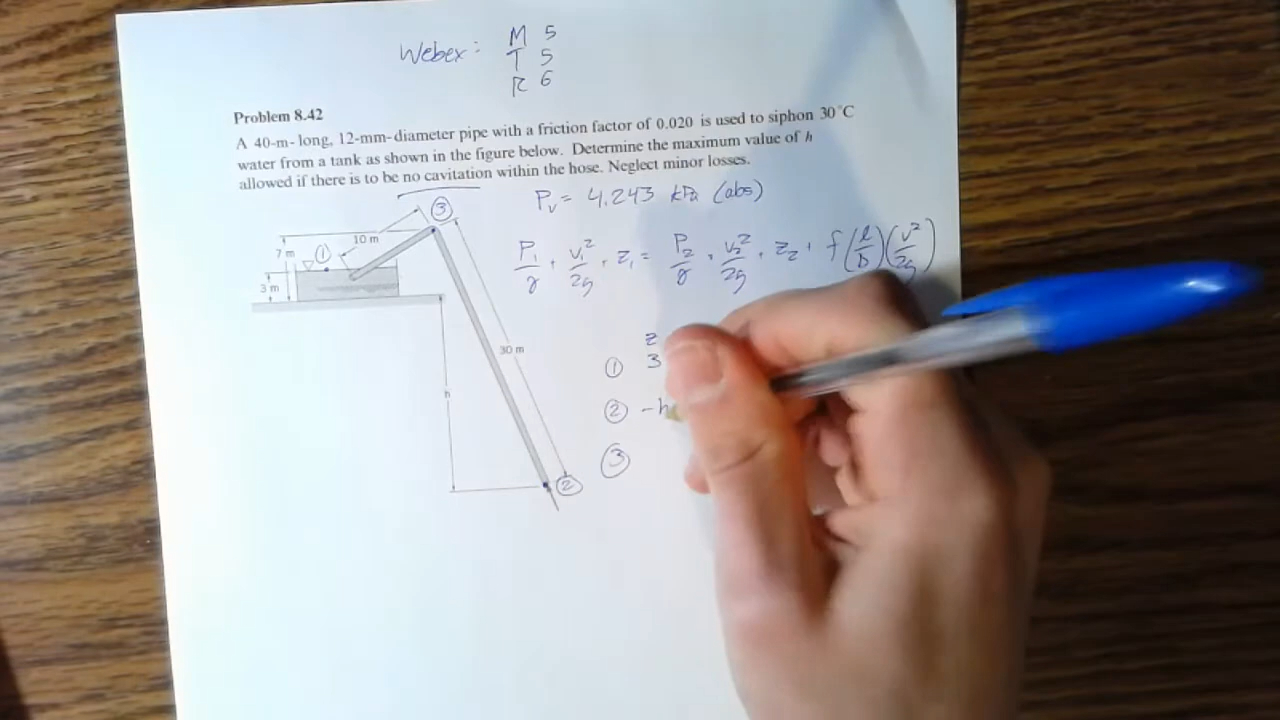 Webex: M 5
T 5
R 6
Problem 8.42
A 40-m- long, 12-mm-diameter pipe with a friction factor of 0.020 is used to siphon 30°C
water from a tank as shown in the figure below. Determine the maximum value of h
allowed if there is to be no cavitation within the hose. Neglect minor losses.
Pv = 4.243 kPa (abs)
③
10 m
7 m
①
3 m
P₁/γ + V₁²/2g + z₁ = P₂/γ + V₂²/2g + z₂ + f(l/D)(V²/2g)
30 m
h
②
z
① 3
② -h
③